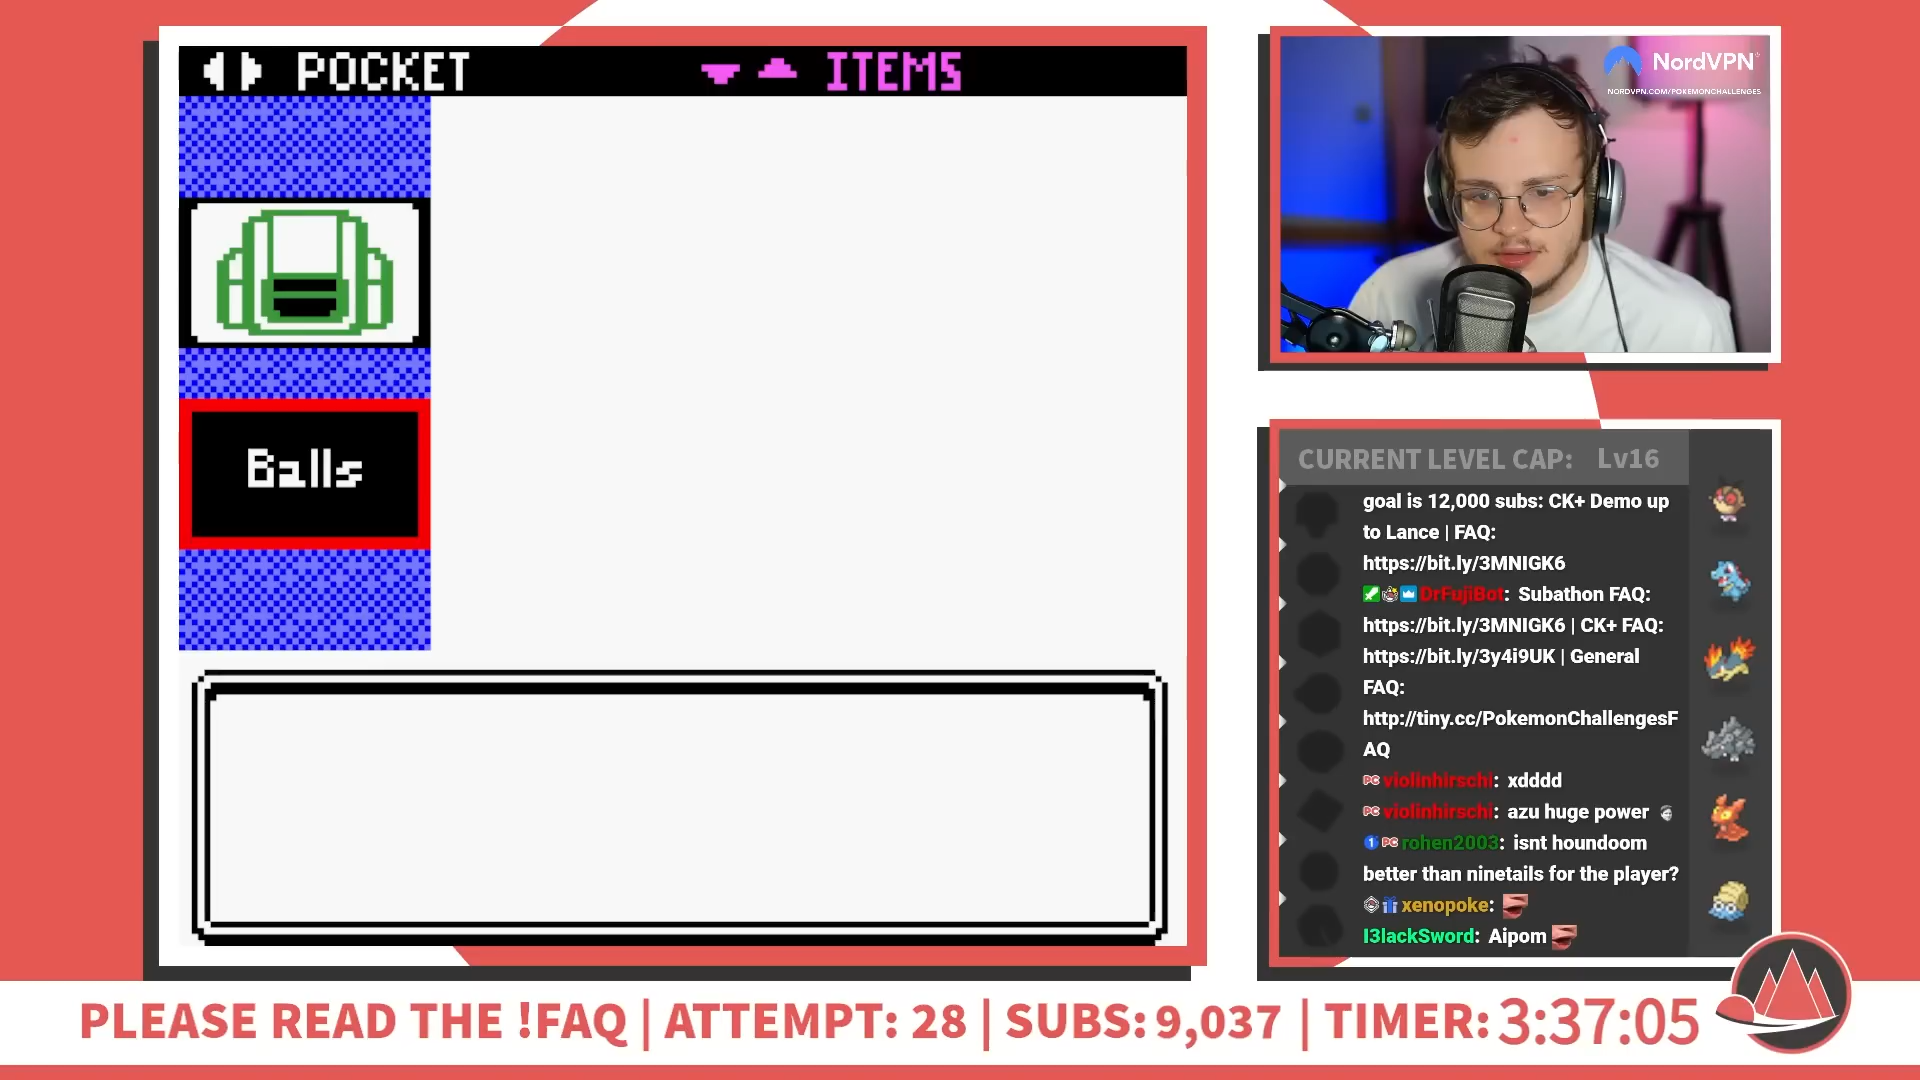 POCKET
ITEMS
Balls
NordVPN
NORDVPN.COM/POKEMONCHALLENGES
CURRENT LEVEL CAP: Lv16
goal is 12,000 subs: CK+ Demo up
to Lance | FAQ:
https://bit.ly/3MNIGK6
DrFujiBot: Subathon FAQ:
https://bit.ly/3MNIGK6 | CK+ FAQ:
https://bit.ly/3y4i9UK | General
FAQ:
http://tiny.cc/PokemonChallengesF
AQ
PC violinhirschi: xdddd
PC violinhirschi: azu huge power
1 PC rohen2003: isnt houndoom
better than ninetails for the player?
xenopoke:
I3lackSword: Aipom
PLEASE READ THE !FAQ | ATTEMPT: 28 | SUBS: 9,037 | TIMER: 3:37:05